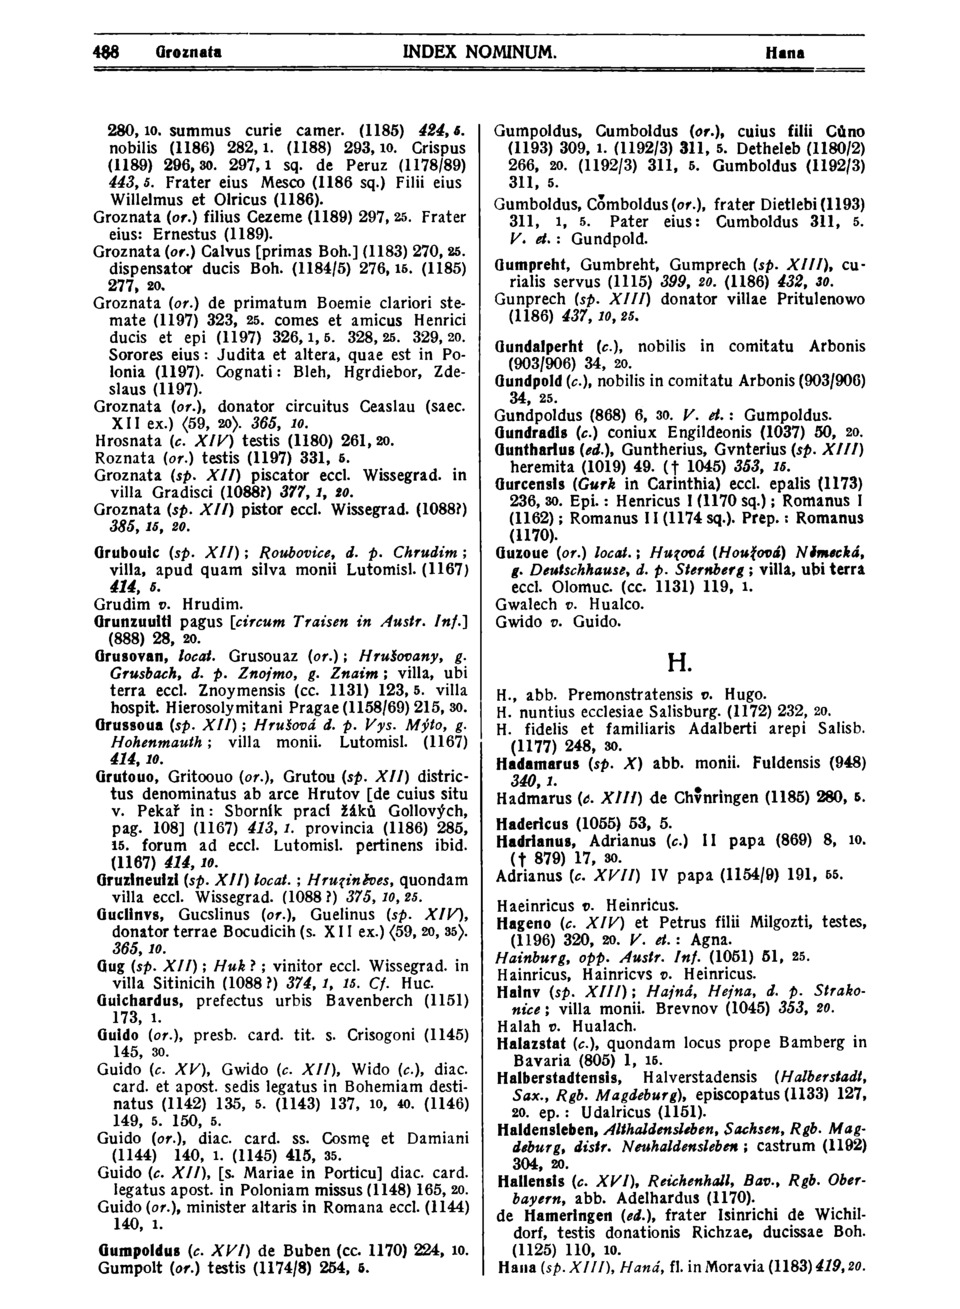 488 Groznata INDEX NOMINUM. Hana
280, 10. summus curie camer. (1185) 424, 5.
nobilis (1186) 282, 1. (1188) 293, 10. Crispus
(1189) 296, 30. 297, 1 sq. de Peruz (1178/89)
443, 5. Frater eius Mesco (1186 sq.) Filii eius
Willelmus et Olricus (1186).
Groznata (or.) filius Cezeme (1189) 297, 25. Frater
eius: Ernestus (1189).
Groznata (or.) Calvus [primas Boh.] (1183) 270, 25.
dispensator ducis Boh. (1184/5) 276, 15. (1185)
277, 20.
Groznata (or.) de primatum Boemie clariori ste-
mate (1197) 323, 25. comes et amicus Henrici
ducis et epi (1197) 326, 1, 5. 328, 25. 329, 20.
Sorores eius: Judita et altera, quae est in Po-
lonia (1197). Cognati: Bleh, Hgrdiebor, Zde-
slaus (1197).
Groznata (or.), donator circuitus Ceaslau (saec.
XII ex.) ⟨59, 20⟩. 365, 10.
Hrosnata (c. XIV) testis (1180) 261, 20.
Roznata (or.) testis (1197) 331, 5.
Groznata (sp. XII) piscator eccl. Wissegrad. in
villa Gradisci (1088?) 377, 1, 20.
Groznata (sp. XII) pistor eccl. Wissegrad. (1088?)
385, 15, 20.
Grubouic (sp. XII); Roubovice, d. p. Chrudim;
villa, apud quam silva monii Lutomisl. (1167)
414, 5.
Grudim v. Hrudim.
Grunzuulti pagus [circum Traisen in Austr. Inf.]
(888) 28, 20.
Grusovan, locat. Grusouaz (or.); Hrušovany, g.
Grusbach, d. p. Znojmo, g. Znaim; villa, ubi
terra eccl. Znoymensis (cc. 1131) 123, 5. villa
hospit. Hierosolymitani Pragae (1158/69) 215, 30.
Grussoua (sp. XII); Hrušová d. p. Vys. Mýto, g.
Hohenmauth; villa monii. Lutomisl. (1167)
414, 10.
Grutouo, Gritoouo (or.), Grutou (sp. XII) distric-
tus denominatus ab arce Hrutov [de cuius situ
v. Pekař in: Sborník prací žáků Gollových,
pag. 108] (1167) 413, 1. provincia (1186) 285,
15. forum ad eccl. Lutomisl. pertinens ibid.
(1167) 414, 10.
Gruzineuizi (sp. XII) locat.; Hruziněves, quondam
villa eccl. Wissegrad. (1088?) 375, 10, 25.
Guclinvs, Gucslinus (or.), Guelinus (sp. XIV),
donator terrae Bocudicih (s. XII ex.) ⟨59, 20, 35⟩.
365, 10.
Gug (sp. XII); Huk?; vinitor eccl. Wissegrad. in
villa Sitinicih (1088?) 374, 1, 15. Cf. Huc.
Guichardus, prefectus urbis Bavenberch (1151)
173, 1.
Guido (or.), presb. card. tit. s. Crisogoni (1145)
145, 30.
Guido (c. XV), Gwido (c. XII), Wido (c.), diac.
card. et apost. sedis legatus in Bohemiam desti-
natus (1142) 135, 5. (1143) 137, 10, 40. (1146)
149, 5. 150, 5.
Guido (or.), diac. card. ss. Cosmę et Damiani
(1144) 140, 1. (1145) 415, 35.
Guido (c. XII), [s. Mariae in Porticu] diac. card.
legatus apost. in Poloniam missus (1148) 165, 20.
Guido (or.), minister altaris in Romana eccl. (1144)
140, 1.
Gumpoldus (c. XVI) de Buben (cc. 1170) 224, 10.
Gumpolt (or.) testis (1174/8) 254, 5.
Gumpoldus, Cumboldus (or.), cuius filii Cůno
(1193) 309, 1. (1192/3) 311, 5. Detheleb (1180/2)
266, 20. (1192/3) 311, 5. Gumboldus (1192/3)
311, 5.
Gumboldus, Comboldus (or.), frater Dietlebi (1193)
311, 1, 5. Pater eius: Cumboldus 311, 5.
V. et.: Gundpold.
Gumpreht, Gumbreht, Gumprech (sp. XIII), cu-
rialis servus (1115) 399, 20. (1186) 432, 30.
Gunprech (sp. XIII) donator villae Pritulenowo
(1186) 437, 10, 25.
Gundalperht (c.), nobilis in comitatu Arbonis
(903/906) 34, 20.
Gundpold (c.), nobilis in comitatu Arbonis (903/906)
34, 25.
Gundpoldus (868) 6, 30. V. et.: Gumpoldus.
Gundradis (c.) coniux Engildeonis (1037) 50, 20.
Guntharius (ed.), Guntherius, Gvnterius (sp. XIII)
heremita (1019) 49. († 1045) 353, 15.
Gurcensis (Gurk in Carinthia) eccl. epalis (1173)
236, 30. Epi.: Henricus I (1170 sq.); Romanus I
(1162); Romanus II (1174 sq.). Prep.: Romanus
(1170).
Guzoue (or.) locat.; Huzová (Houžová) Německá,
g. Deutschhause, d. p. Sternberg; villa, ubi terra
eccl. Olomuc. (cc. 1131) 119, 1.
Gwalech v. Hualco.
Gwido v. Guido.
H.
H., abb. Premonstratensis v. Hugo.
H. nuntius ecclesiae Salisburg. (1172) 232, 20.
H. fidelis et familiaris Adalberti arepi Salisb.
(1177) 248, 30.
Hadamarus (sp. X) abb. monii. Fuldensis (948)
340, 1.
Hadmarus (c. XIII) de Chvnringen (1185) 280, 5.
Hadericus (1055) 53, 5.
Hadrianus, Adrianus (c.) II papa (869) 8, 10.
(† 879) 17, 30.
Adrianus (c. XVII) IV papa (1154/9) 191, 55.
Haeinricus v. Heinricus.
Hageno (c. XIV) et Petrus filii Milgozti, testes,
(1196) 320, 20. V. et.: Agna.
Hainburg, opp. Austr. Inf. (1051) 51, 25.
Hainricus, Hainricvs v. Heinricus.
Hainv (sp. XIII); Hajná, Hejna, d. p. Strako-
nice; villa monii. Brevnov (1045) 353, 20.
Halah v. Hualach.
Halazstat (c.), quondam locus prope Bamberg in
Bavaria (805) 1, 15.
Halberstadtensis, Halverstadensis (Halberstadt,
Sax., Rgb. Magdeburg), episcopatus (1133) 127,
20. ep.: Udalricus (1151).
Haldensleben, Althaldensleben, Sachsen, Rgb. Mag-
deburg, distr. Neuhaldensleben; castrum (1192)
304, 20.
Hallensis (c. XVI), Reichenhall, Bav., Rgb. Ober-
bayern, abb. Adelhardus (1170).
de Hameringen (ed.), frater Isinrichi de Wichil-
dorf, testis donationis Richzae, ducissae Boh.
(1125) 110, 10.
Hana (sp. XIII), Haná, fl. in Moravia (1183) 419, 20.